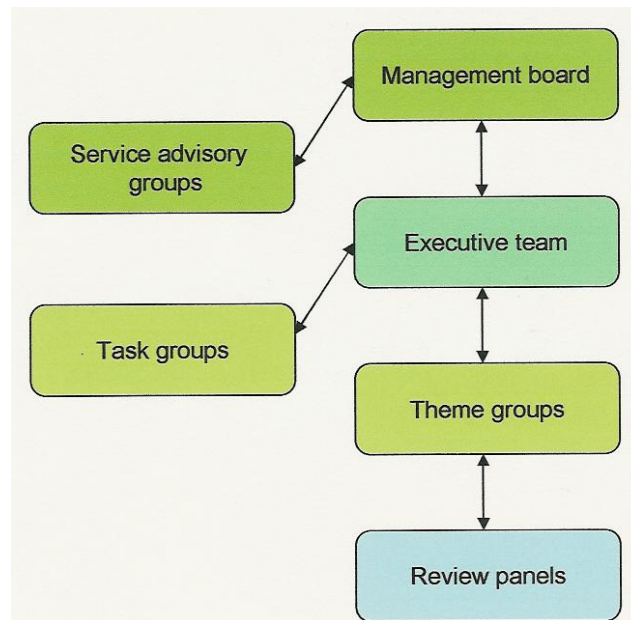 Management board
Service advisory
groups
Executive team
Task groups
Theme groups
Review panels